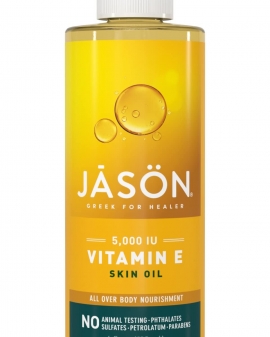 JĀSÖN
GREEK FOR HEALER
5,000 IU
VITAMIN E
SKIN OIL
ALL OVER BODY NOURISHMENT
NO ANIMAL TESTING•PHTHALATES
SULFATES•PETROLATUM•PARABENS